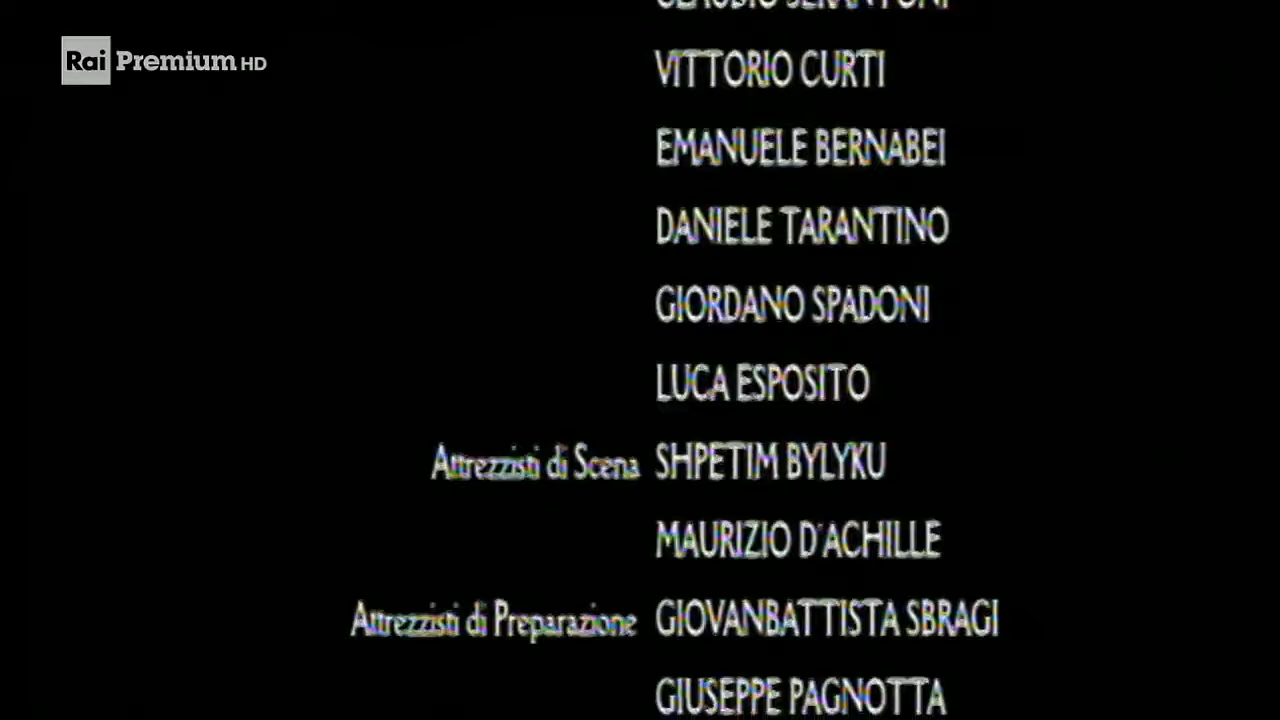 Rai Premium HD
VITTORIO CURTI
EMANUELE BERNABEI
DANIELE TARANTINO
GIORDANO SPADONI
LUCA ESPOSITO
Attrezzisti di Scena SHPETIM BYLYKU
MAURIZIO D'ACHILLE
Attrezzisti di Preparazione GIOVANBATTISTA SBRAGI
GIUSEPPE PAGNOTTA